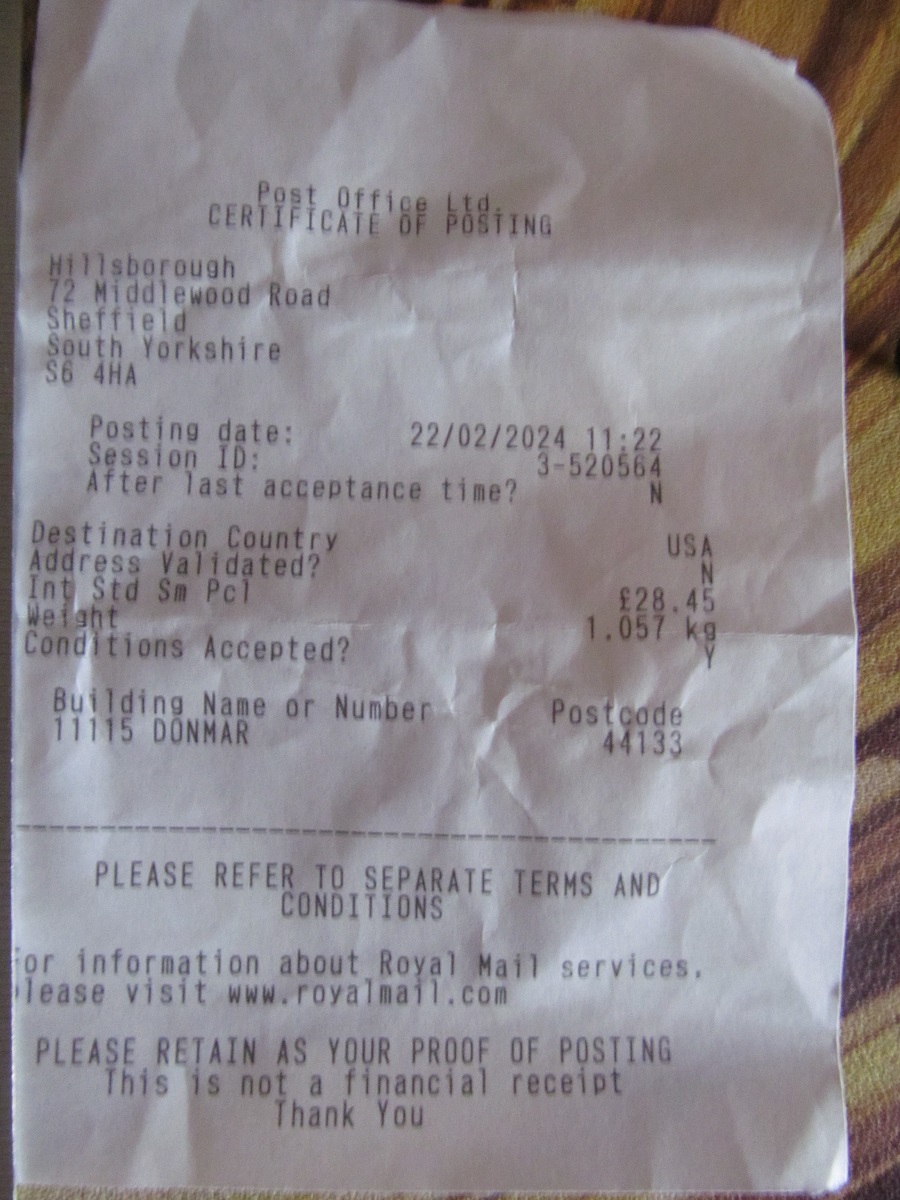 Post Office Ltd.
CERTIFICATE OF POSTING
Hillsborough
72 Middlewood Road
Sheffield
South Yorkshire
S6 4HA
Posting date: 22/02/2024 11:22
Session ID: 3-520564
After last acceptance time? N
Destination Country USA
Address Validated? N
Int Std Sm Pcl £28.45
Weight 1.057 kg
Conditions Accepted? Y
Building Name or Number Postcode
11115 DONMAR 44133
PLEASE REFER TO SEPARATE TERMS AND
CONDITIONS
For information about Royal Mail services,
Please visit www.royalmail.com
PLEASE RETAIN AS YOUR PROOF OF POSTING
This is not a financial receipt
Thank You